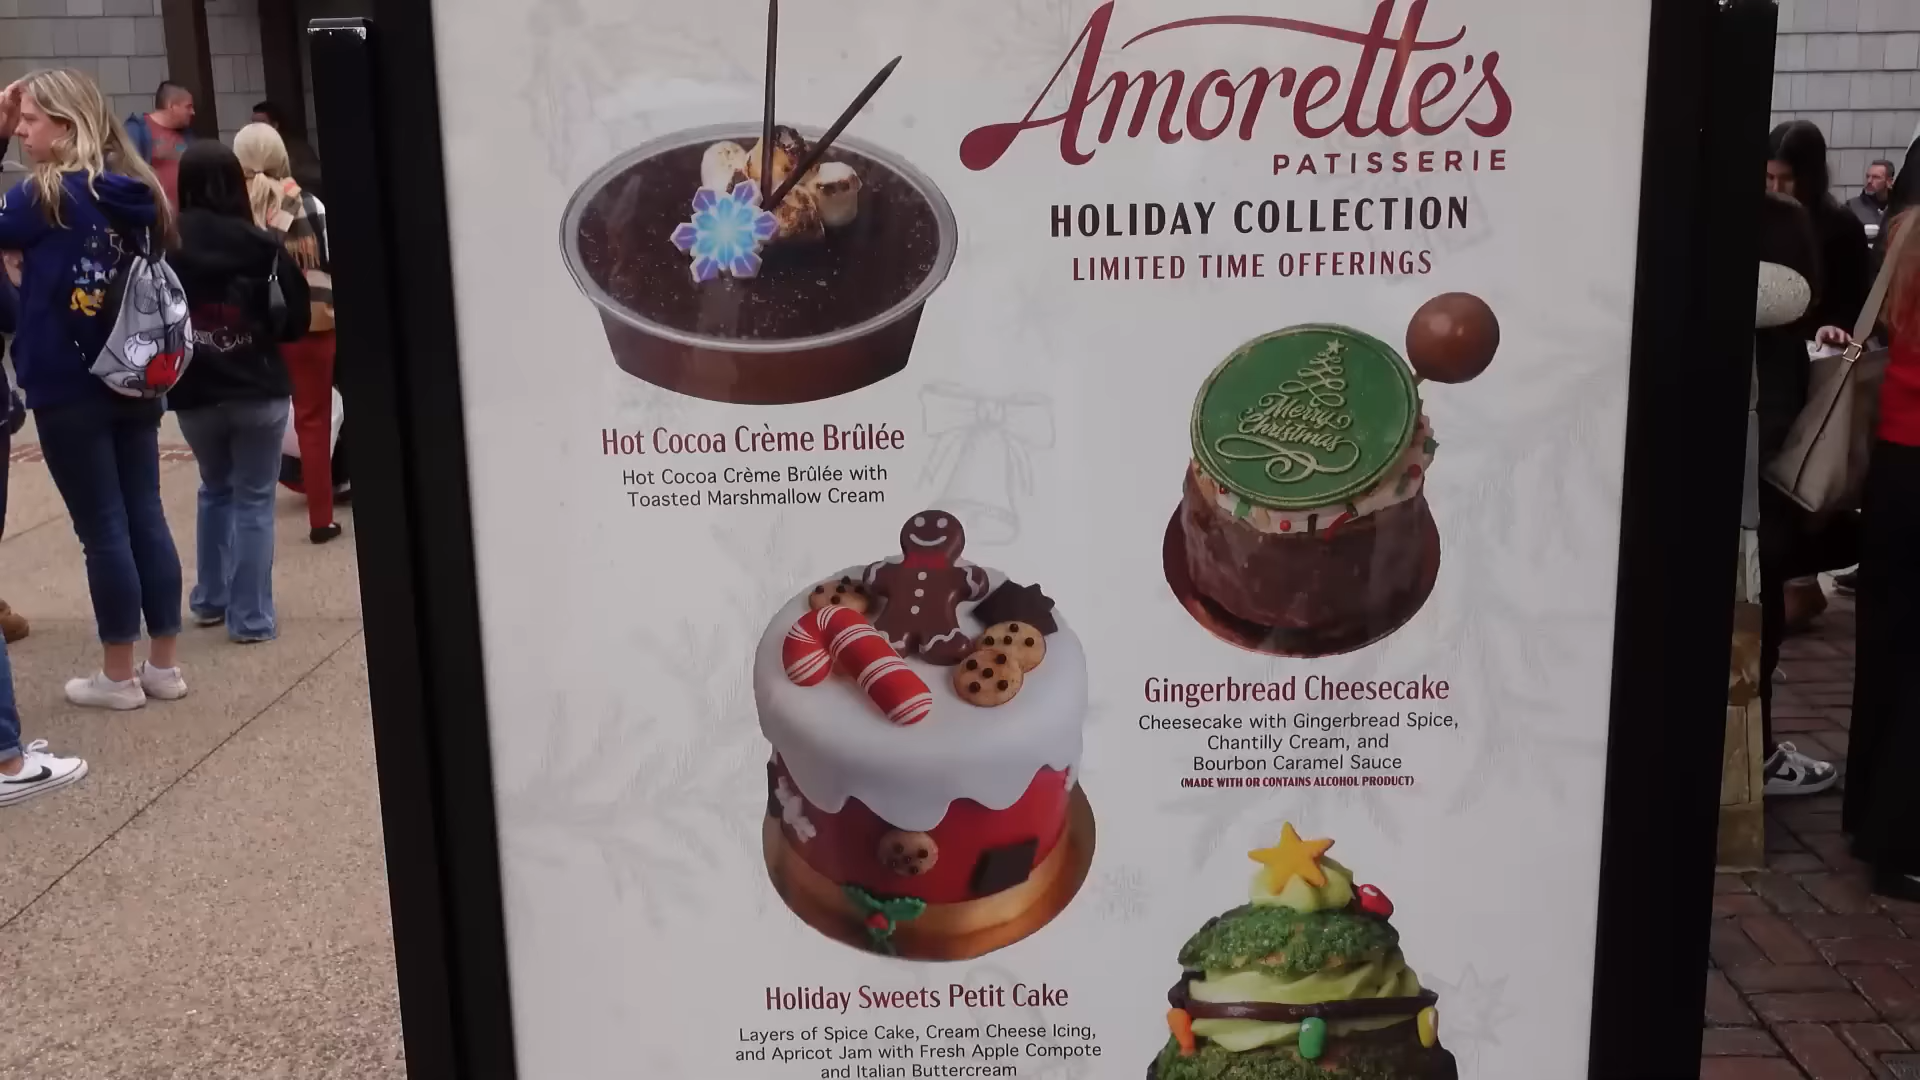 Amorette's
PATISSERIE
HOLIDAY COLLECTION
LIMITED TIME OFFERINGS
Hot Cocoa Crème Brûlée
Hot Cocoa Crème Brûlée with
Toasted Marshmallow Cream
Merry
Christmas
Gingerbread Cheesecake
Cheesecake with Gingerbread Spice,
Chantilly Cream, and
Bourbon Caramel Sauce
(MADE WITH OR CONTAINS ALCOHOL PRODUCT)
Holiday Sweets Petit Cake
Layers of Spice Cake, Cream Cheese Icing,
and Apricot Jam with Fresh Apple Compote
and Italian Buttercream